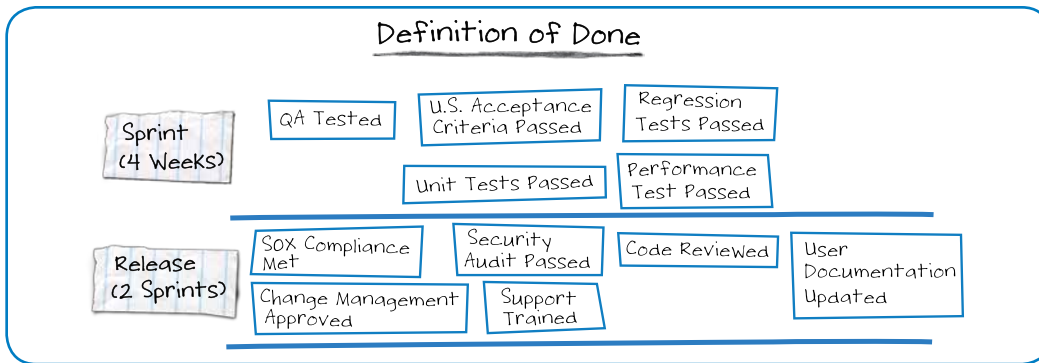 Definition of Done
Sprint
(4 Weeks)
QA Tested
U.S. Acceptance
Criteria Passed
Regression
Tests Passed
Unit Tests Passed
Performance
Test Passed
Release
(2 Sprints)
SOX Compliance
Met
Security
Audit Passed
Code Reviewed
User
Documentation
Updated
Change Management
Approved
Support
Trained